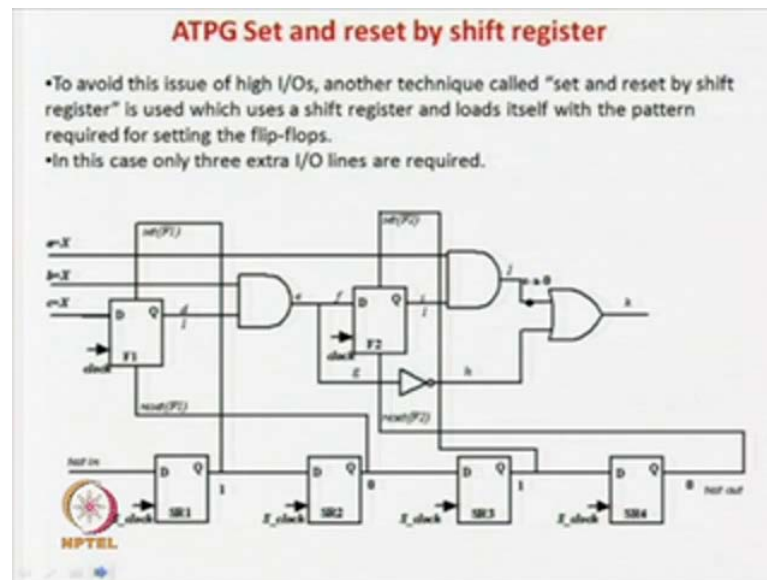 ATPG Set and reset by shift register
•To avoid this issue of high I/Os, another technique called "set and reset by shift
register" is used which uses a shift register and loads itself with the pattern
required for setting the flip-flops.
•In this case only three extra I/O lines are required.
set(F1)
set(F2)
a=X
b=X
c=X
D Q
F1
clock
d
1
e
f
D Q
F2
clock
i
1
j
s a 0
k
g
h
reset(F1)
reset(F2)
Test in
D Q
SR1
S_clock
1
D Q
SR2
S_clock
0
D Q
SR3
S_clock
1
D Q
SR4
S_clock
0
Test out
NPTEL